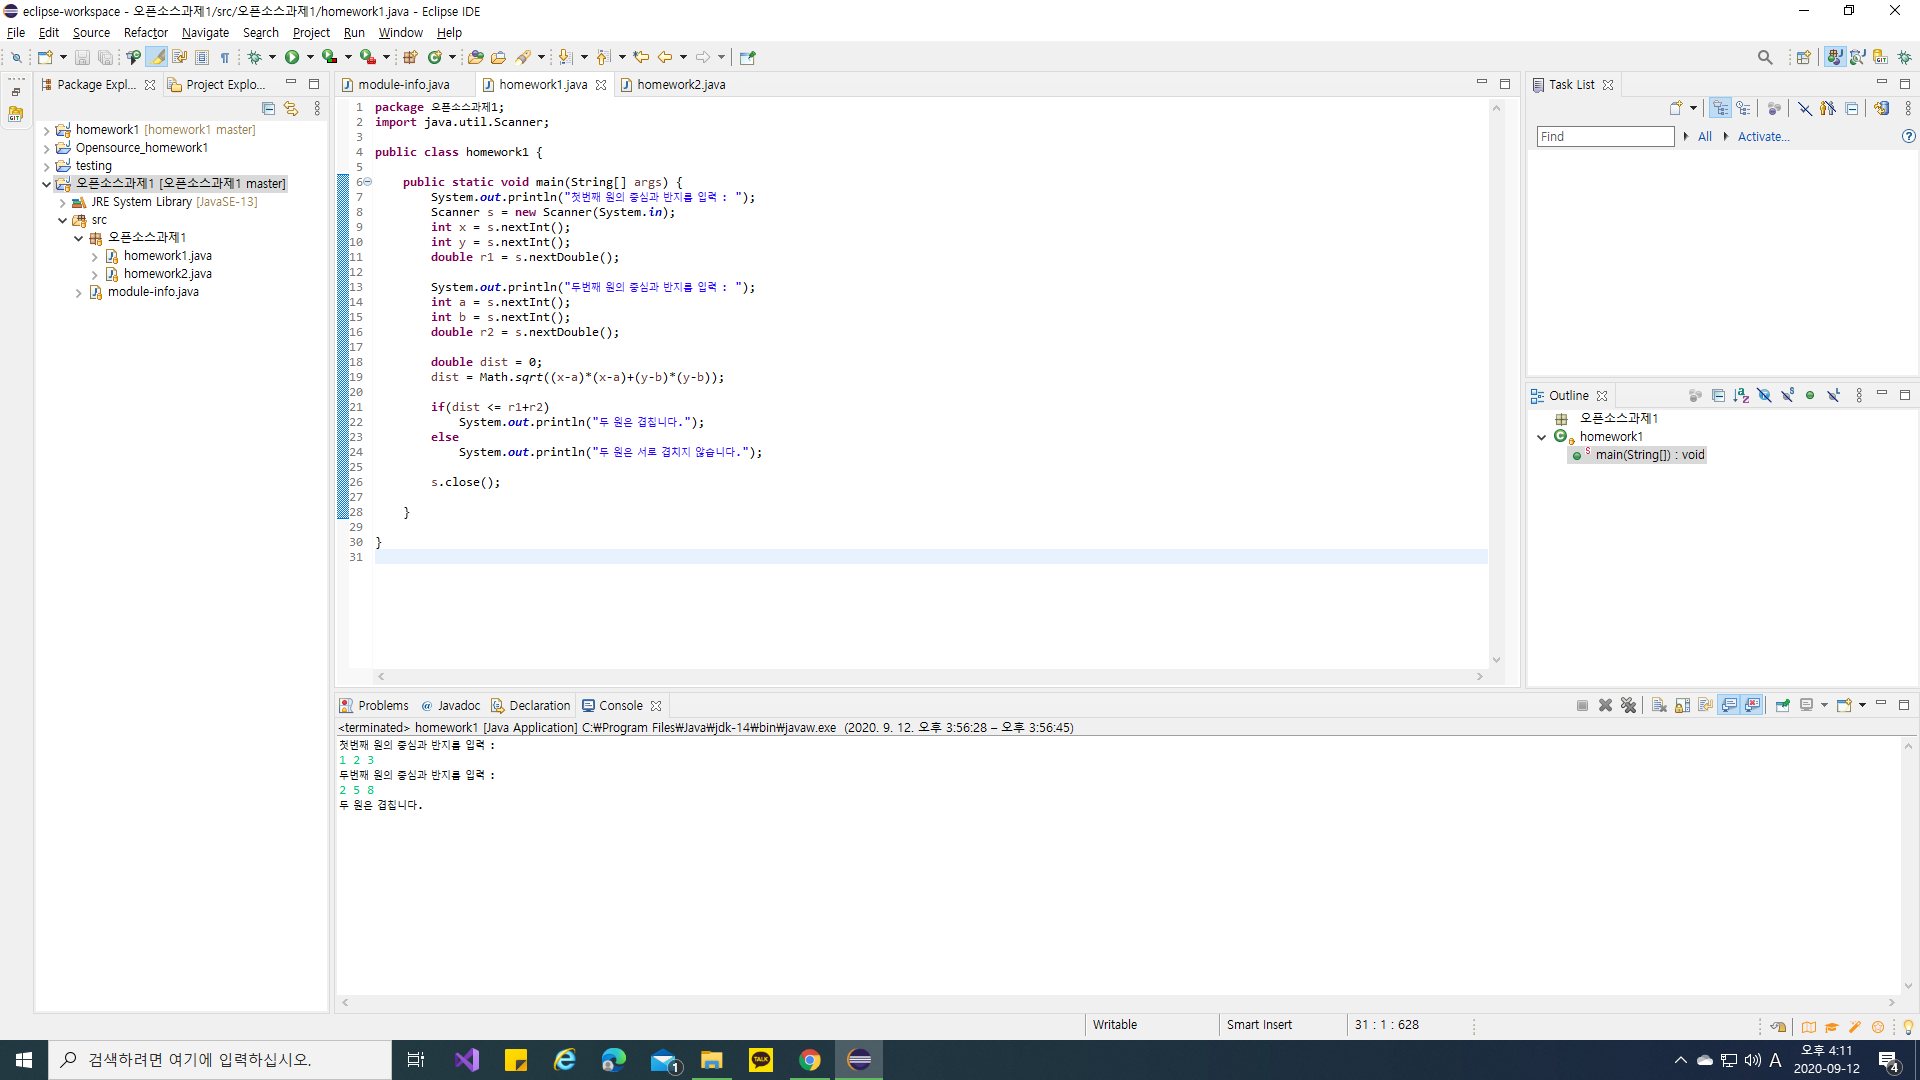 eclipse-workspace - 오픈소스과제1/src/오픈소스과제1/homework1.java - Eclipse IDE
File Edit Source Refactor Navigate Search Project Run Window Help
Package Expl...
Project Explo...
homework1 [homework1 master]
Opensource_homework1
testing
오픈소스과제1 [오픈소스과제1 master]
JRE System Library [JavaSE-13]
src
오픈소스과제1
homework1.java
homework2.java
module-info.java
module-info.java homework1.java homework2.java
1 package 오픈소스과제1;
2 import java.util.Scanner;
3
4 public class homework1 {
5
6 public static void main(String[] args) {
7 System.out.println("첫번째 원의 중심과 반지름 입력 : ");
8 Scanner s = new Scanner(System.in);
9 int x = s.nextInt();
10 int y = s.nextInt();
11 double r1 = s.nextDouble();
12
13 System.out.println("두번째 원의 중심과 반지름 입력 : ");
14 int a = s.nextInt();
15 int b = s.nextInt();
16 double r2 = s.nextDouble();
17
18 double dist = 0;
19 dist = Math.sqrt((x-a)*(x-a)+(y-b)*(y-b));
20
21 if(dist <= r1+r2)
22 System.out.println("두 원은 겹칩니다.");
23 else
24 System.out.println("두 원은 서로 겹치지 않습니다.");
25
26 s.close();
27
28 }
29
30 }
31
Task List
Find All Activate...
Outline
오픈소스과제1
homework1
main(String[]) : void
Problems @ Javadoc Declaration Console
<terminated> homework1 [Java Application] C:₩Program Files₩Java₩jdk-14₩bin₩javaw.exe (2020. 9. 12. 오후 3:56:28 – 오후 3:56:45)
첫번째 원의 중심과 반지름 입력 :
1 2 3
두번째 원의 중심과 반지름 입력 :
2 5 8
두 원은 겹칩니다.
Writable Smart Insert 31 : 1 : 628
검색하려면 여기에 입력하십시오.
TALK
1
A
오후 4:11
2020-09-12
4